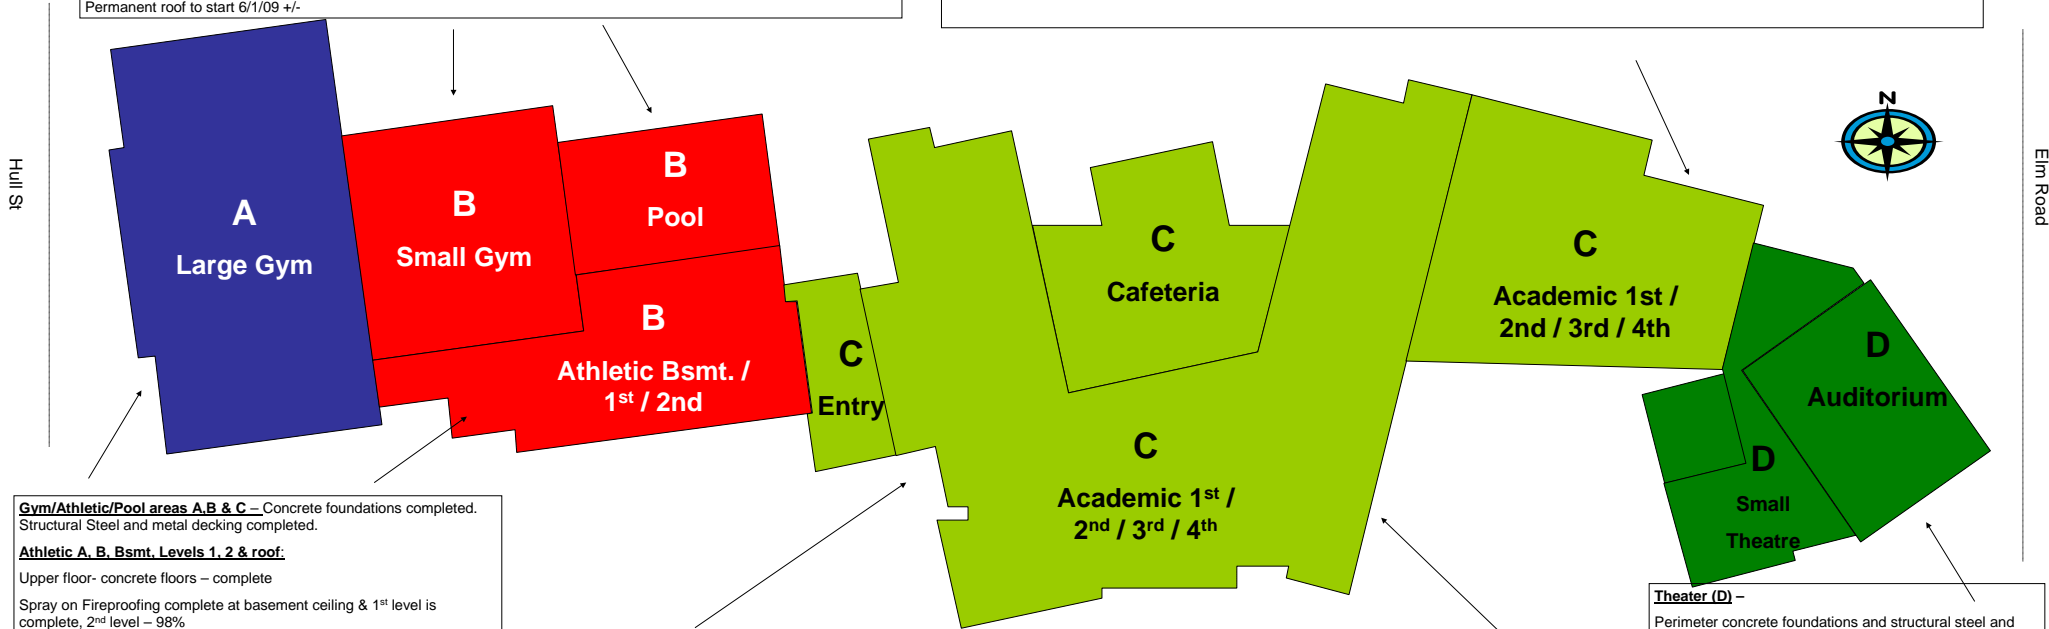 Permanent roof to start 6/1/09 +/-
N
Hull St
Elm Road
A
Large Gym
B
Small Gym
B
Pool
B
Athletic Bsmt. /
1st / 2nd
C
Entry
C
Cafeteria
C
Academic 1st /
2nd / 3rd / 4th
C
Academic 1st /
2nd / 3rd / 4th
D
Auditorium
D
Small
Theatre
Gym/Athletic/Pool areas A,B & C – Concrete foundations completed.
Structural Steel and metal decking completed.
Athletic A, B, Bsmt, Levels 1, 2 & roof:
Upper floor- concrete floors – complete
Spray on Fireproofing complete at basement ceiling & 1st level is
complete, 2nd level – 98%
Theater (D) –
Perimeter concrete foundations and structural steel and